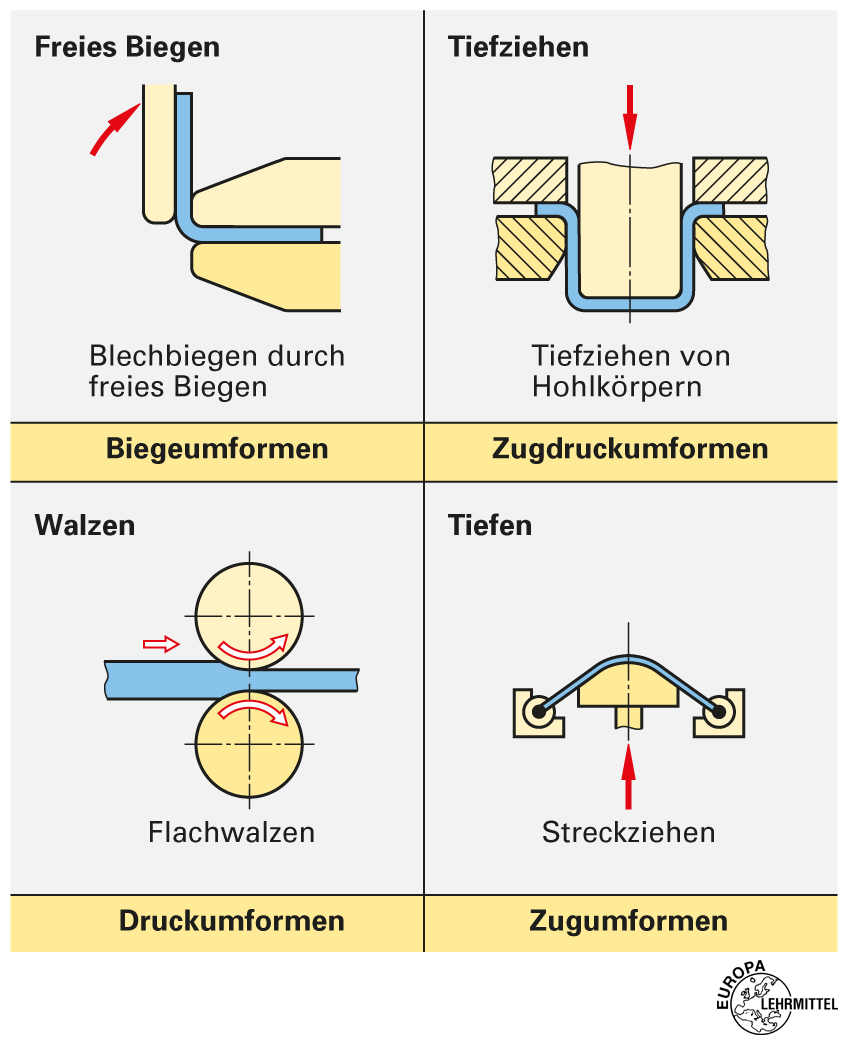 Freies Biegen
Blechbiegen durch
freies Biegen
Biegeumformen
Tiefziehen
Tiefziehen von
Hohlkörpern
Zugdruckumformen
Walzen
Flachwalzen
Druckumformen
Tiefen
Streckziehen
Zugumformen
EUROPA
LEHRMITTEL